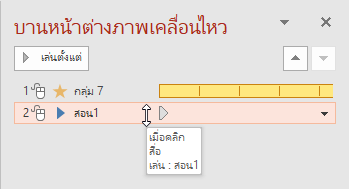 บานหน้าต่างภาพเคลื่อนไหว
เล่นตั้งแต่
1 กลุ่ม 7
2 สอน1
เมื่อคลิก
สื่อ
เล่น : สอน1